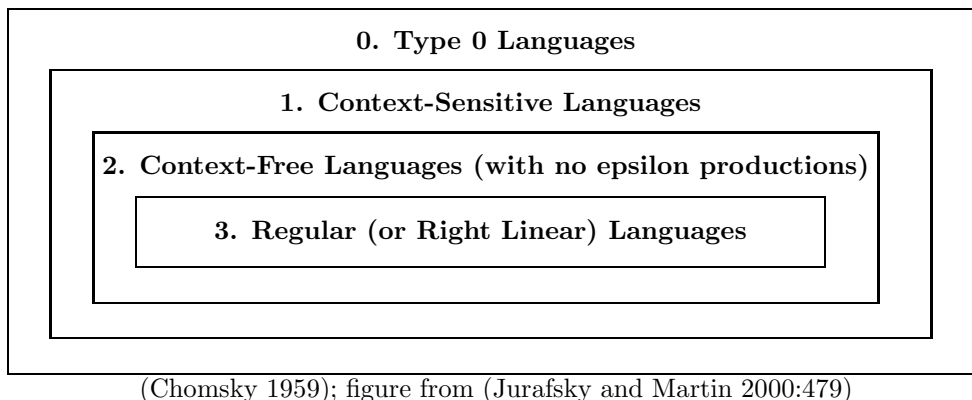 0. Type 0 Languages
1. Context-Sensitive Languages
2. Context-Free Languages (with no epsilon productions)
3. Regular (or Right Linear) Languages
(Chomsky 1959); figure from (Jurafsky and Martin 2000:479)